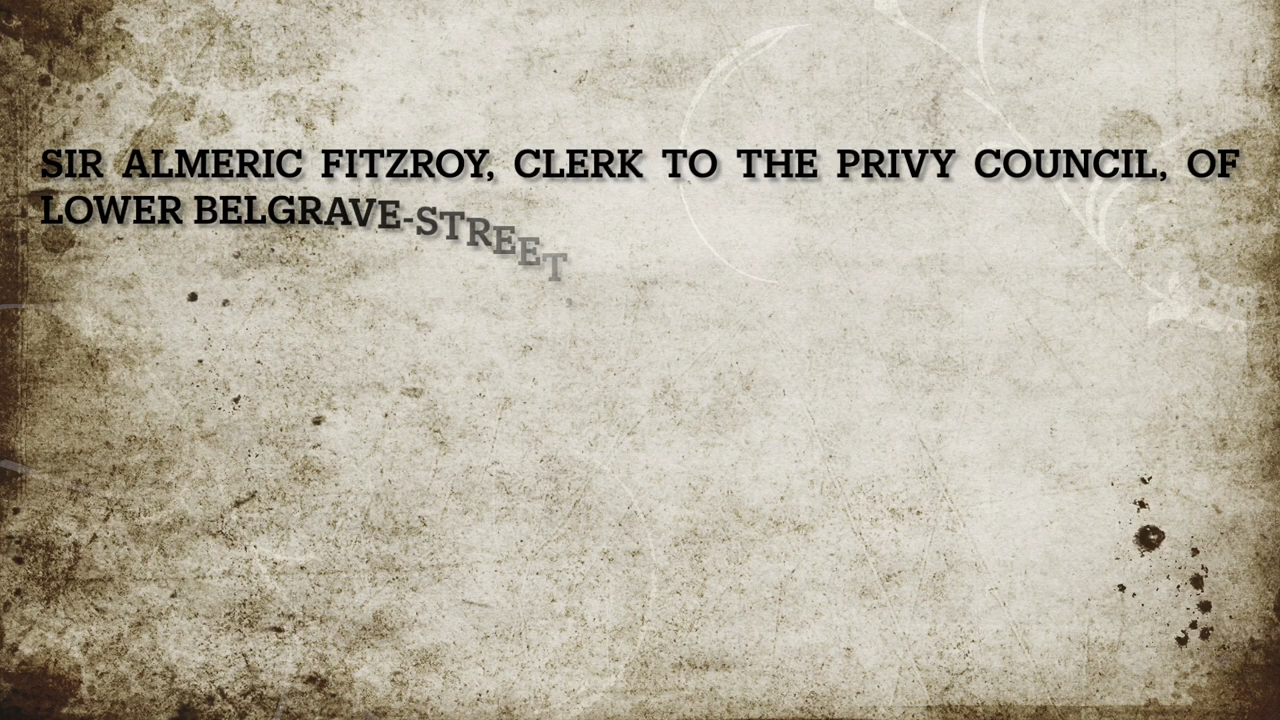 SIR ALMERIC FITZROY, CLERK TO THE PRIVY COUNCIL, OF
LOWER BELGRAVE-STREET,